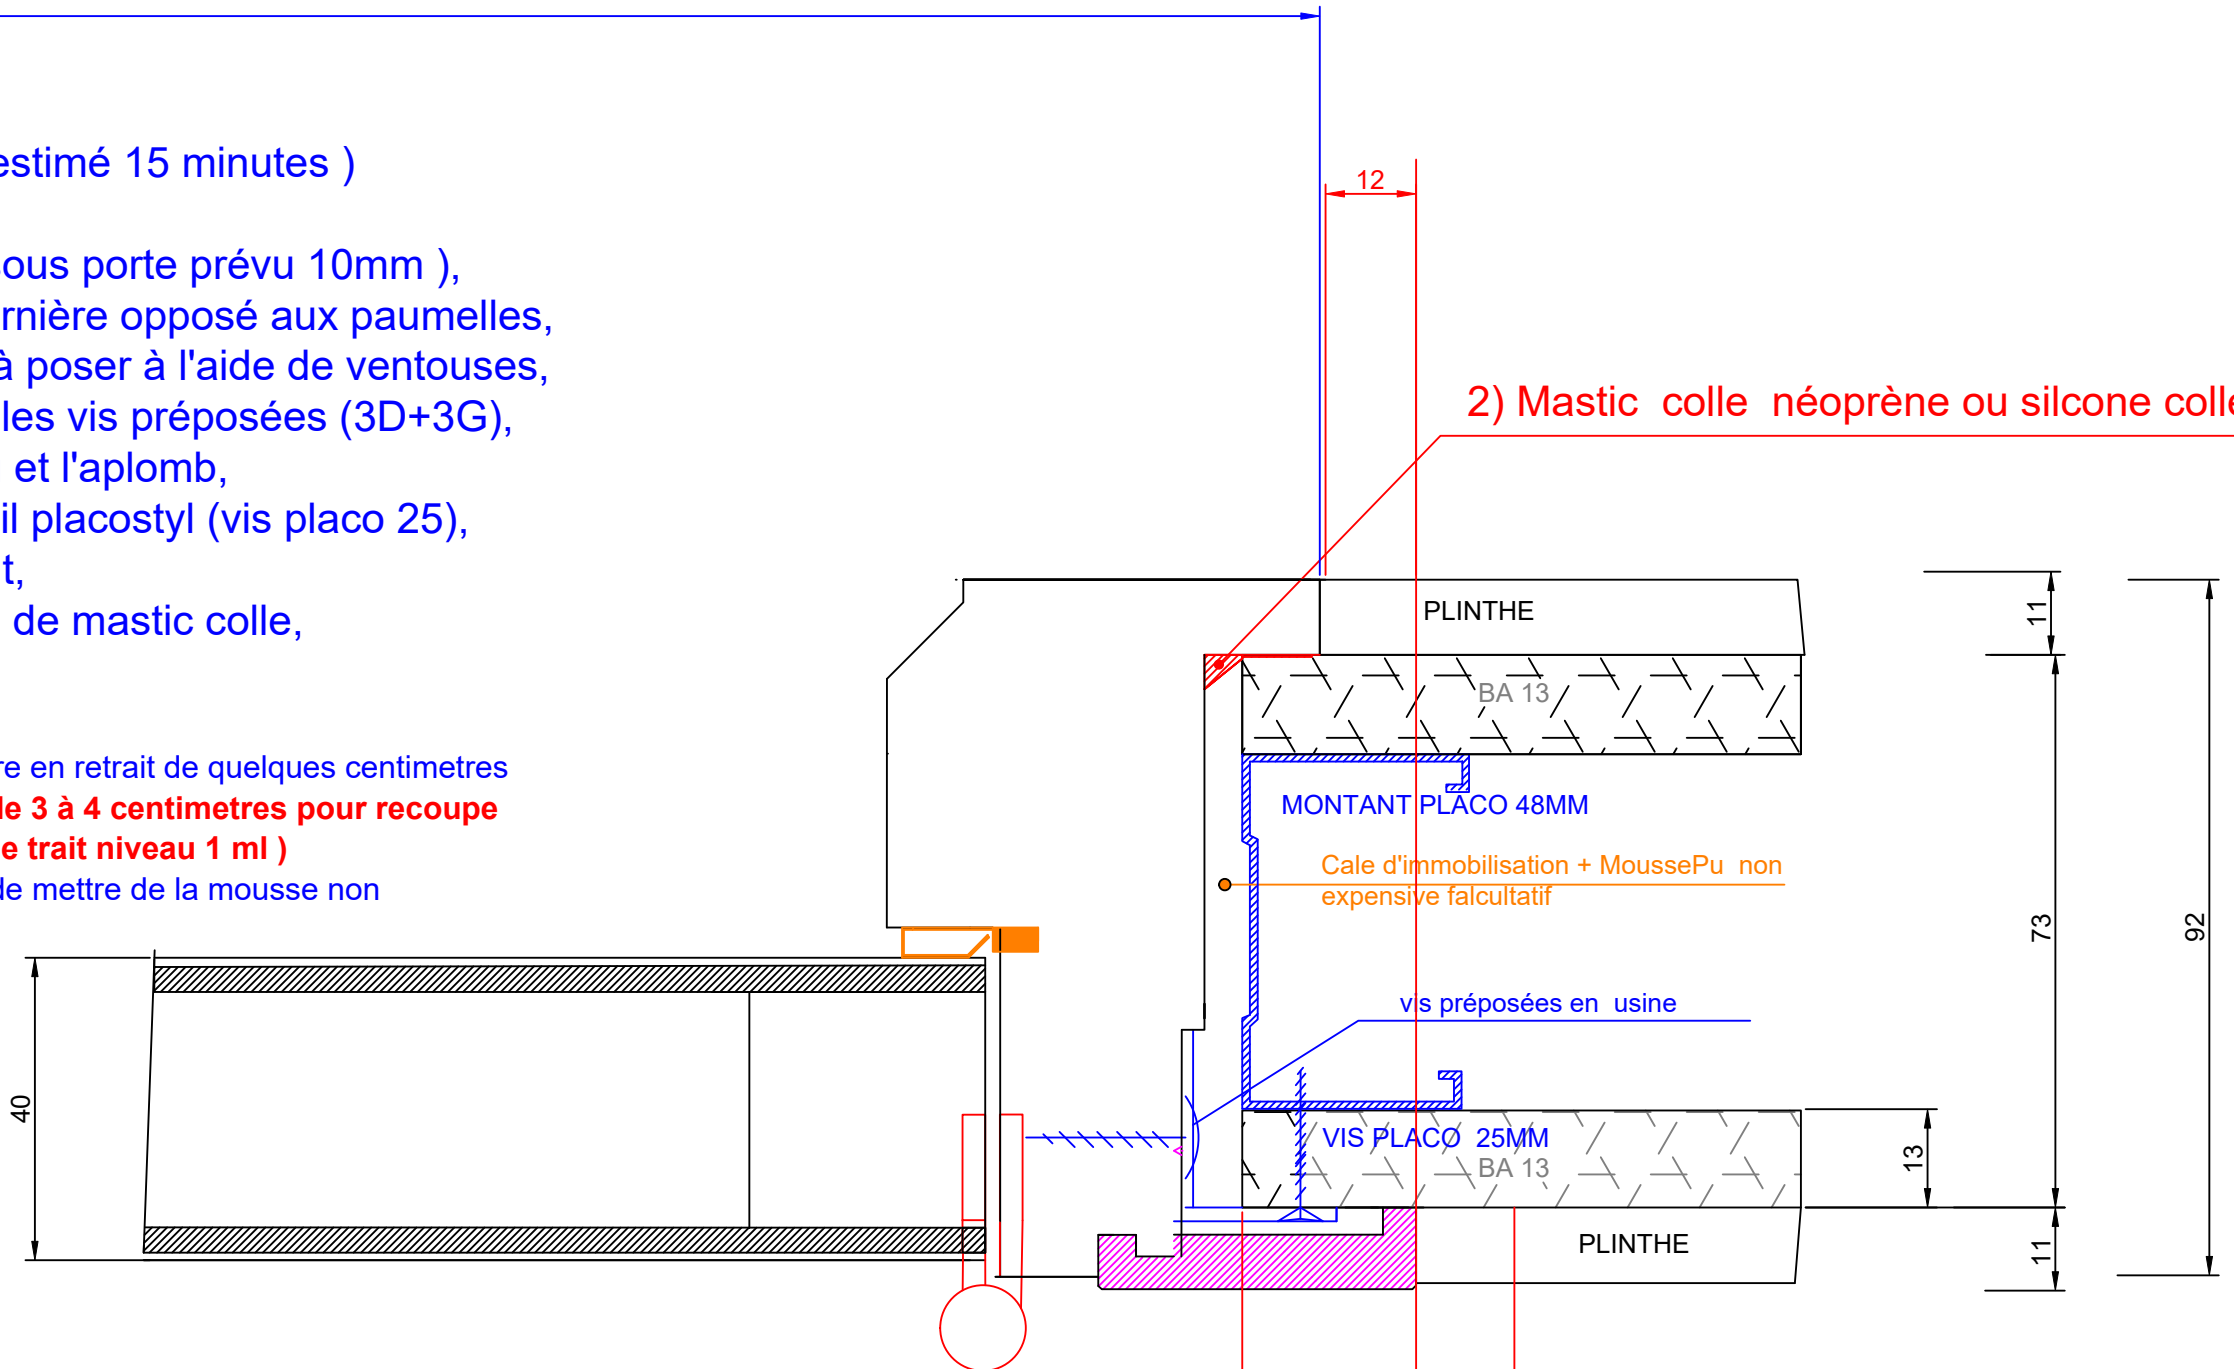 estimé 15 minutes )
12
sous porte prévu 10mm ),
rnière opposé aux paumelles,
à poser à l'aide de ventouses,
les vis préposées (3D+3G),
et l'aplomb,
il placostyl (vis placo 25),
t,
de mastic colle,
2) Mastic colle néoprène ou silcone colle
PLINTHE
11
BA 13
re en retrait de quelques centimetres
de 3 à 4 centimetres pour recoupe
e trait niveau 1 ml )
de mettre de la mousse non
MONTANT PLACO 48MM
Cale d'immobilisation + MoussePu non
expensive falcultatif
73
92
vis préposées en usine
40
VIS PLACO 25MM
BA 13
13
PLINTHE
11